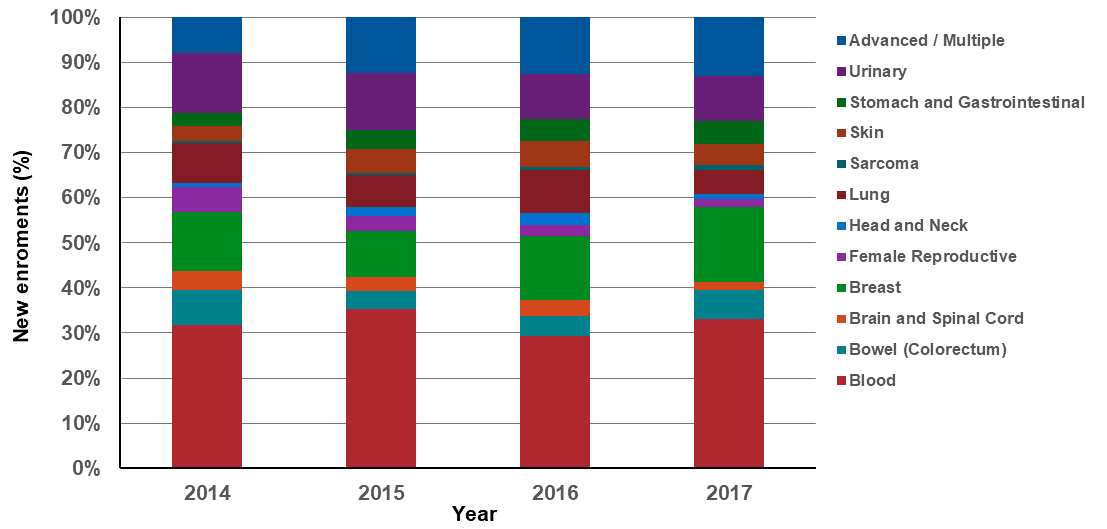 100%
90%
80%
70%
60%
50%
40%
30%
20%
10%
0%
New enroments (%)
2014
2015
2016
2017
Year
Advanced / Multiple
Urinary
Stomach and Gastrointestinal
Skin
Sarcoma
Lung
Head and Neck
Female Reproductive
Breast
Brain and Spinal Cord
Bowel (Colorectum)
Blood